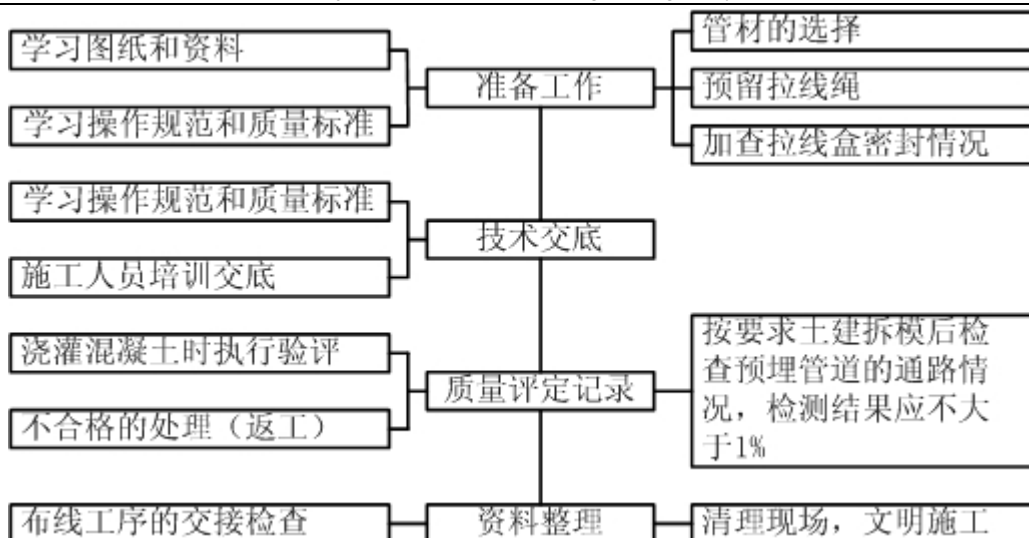 学习图纸和资料
学习操作规范和质量标准
准备工作
管材的选择
预留拉线绳
加查拉线盒密封情况
学习操作规范和质量标准
施工人员培训交底
技术交底
浇灌混凝土时执行验评
不合格的处理（返工）
质量评定记录
按要求土建拆模后检
查预埋管道的通路情
况，检测结果应不大
于1%
布线工序的交接检查
资料整理
清理现场，文明施工